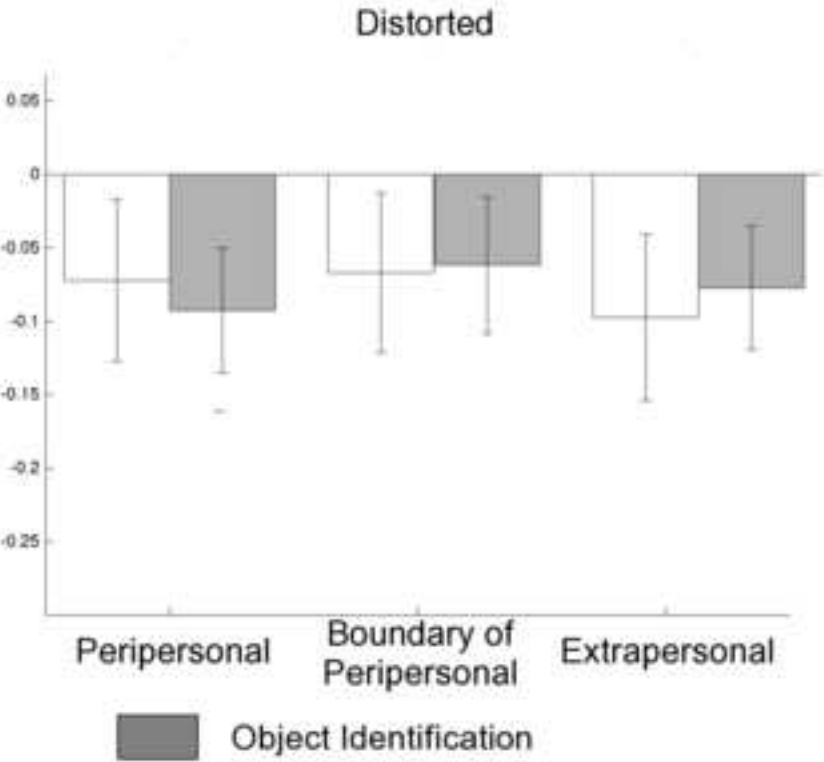 Distorted
0.05
0
-0.05
-0.1
-0.15
-0.2
-0.25
Peripersonal
Boundary of
Peripersonal
Extrapersonal
Object Identification